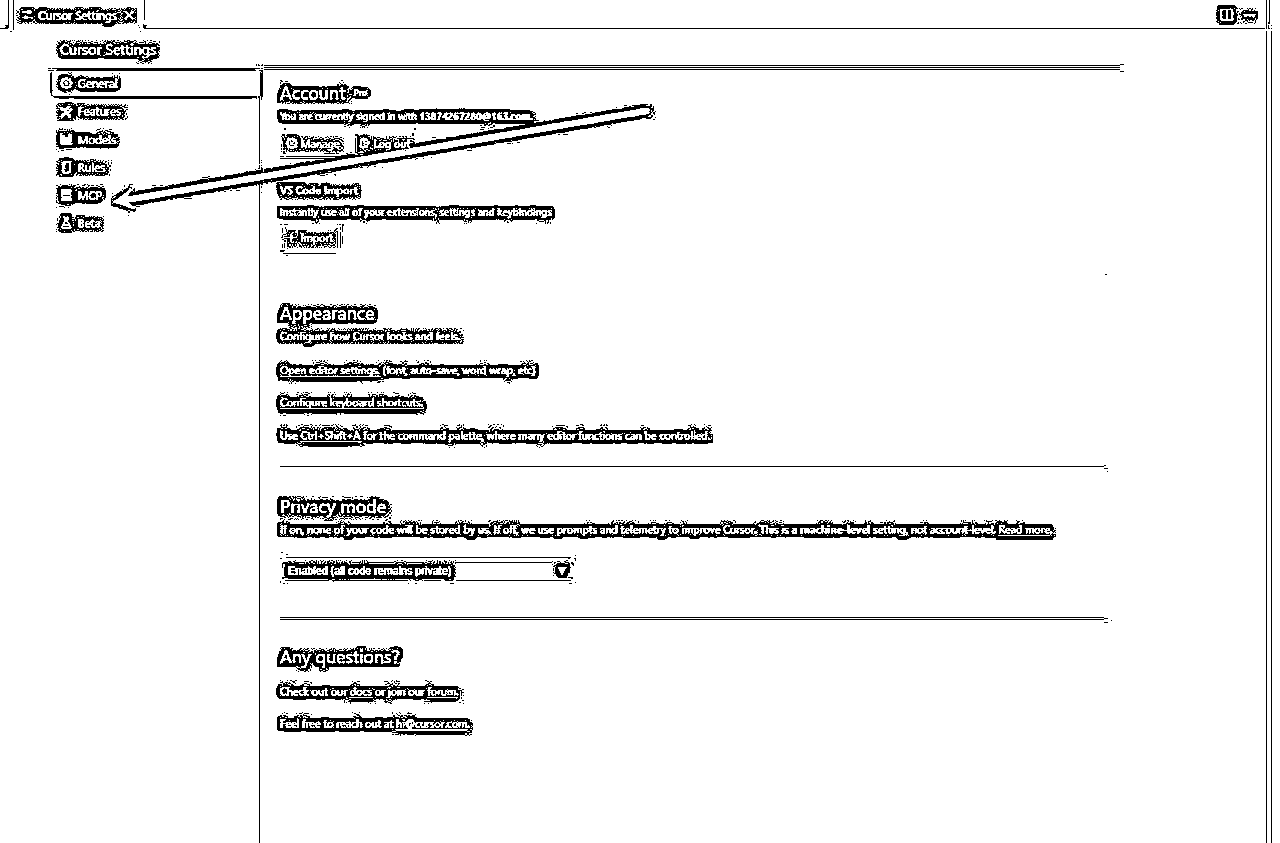 Cursor Settings
Cursor Settings
General
Features
Models
Rules
MCP
Beta
Account Pro
You are currently signed in with 13874267280@163.com.
Manage Log out
VS Code Import
Instantly use all of your extensions, settings and keybindings
Import
Appearance
Configure how Cursor looks and feels.
Open editor settings. (font, auto-save, word wrap, etc)
Configure keyboard shortcuts.
Use Ctrl+Shift+A for the command palette, where many editor functions can be controlled.
Privacy mode
If on, none of your code will be stored by us. If off, we use prompts and telemetry to improve Cursor. This is a machine-level setting, not account-level. Read more.
Enabled (all code remains private)
Any questions?
Check out our docs or join our forum.
Feel free to reach out at hi@cursor.com.